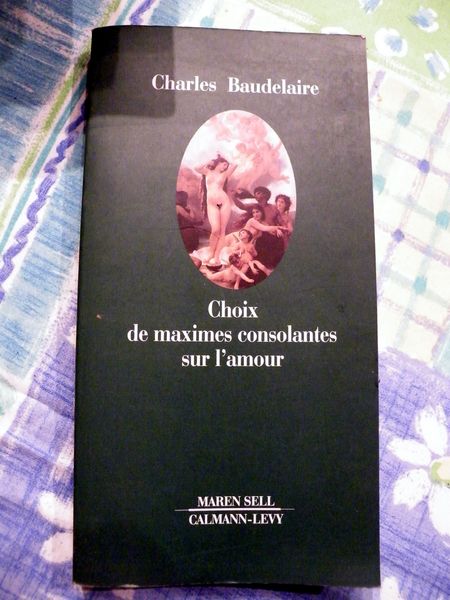 Charles Baudelaire
Choix
de maximes consolantes
sur l'amour
MAREN SELL
CALMANN-LEVY